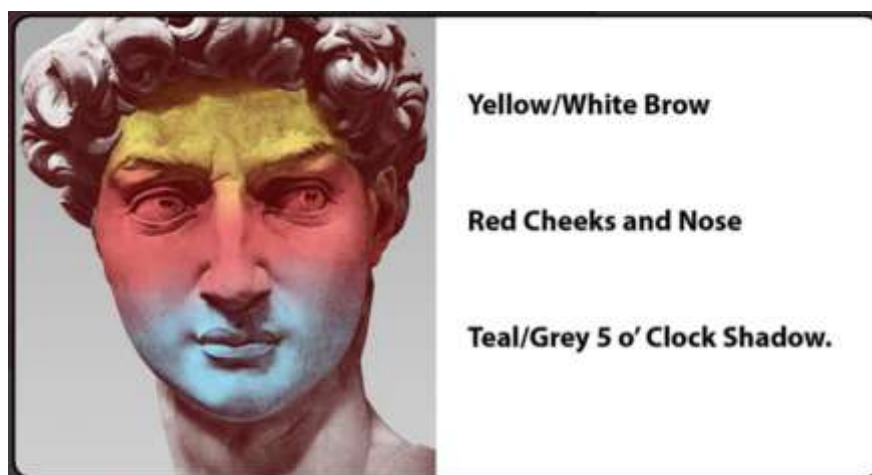 Yellow/White Brow
Red Cheeks and Nose
Teal/Grey 5 o’ Clock Shadow.